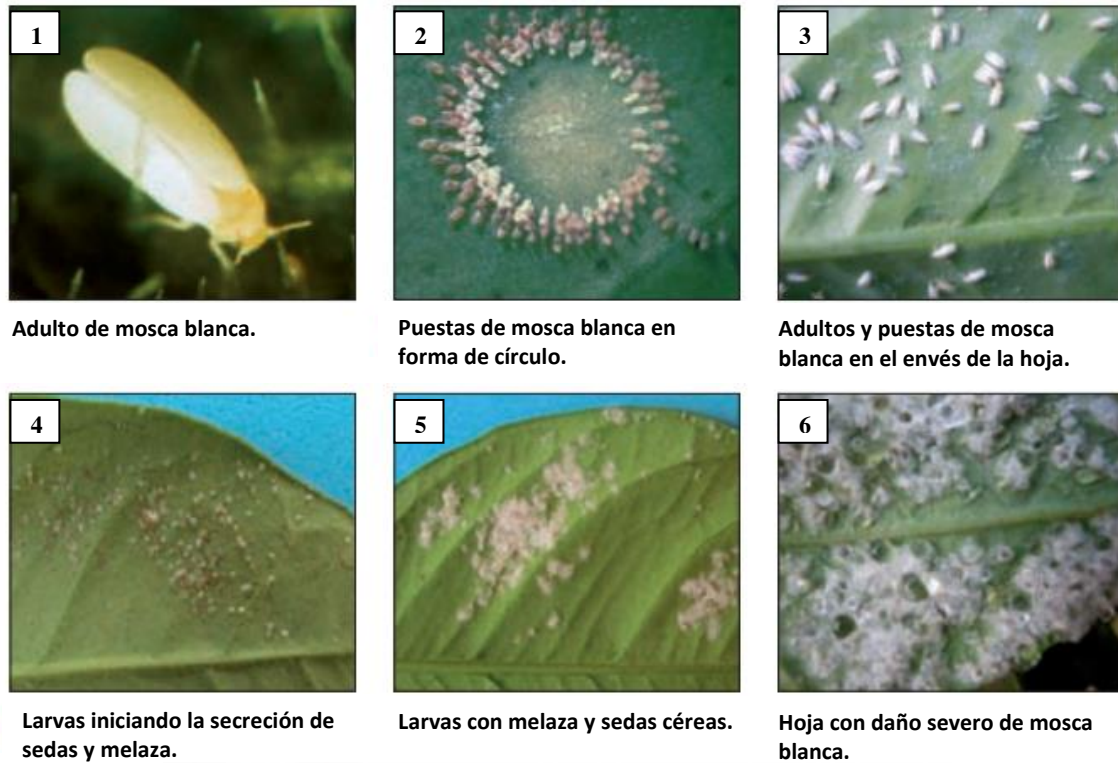 1
2
3
Adulto de mosca blanca.
Puestas de mosca blanca en
forma de círculo.
Adultos y puestas de mosca
blanca en el envés de la hoja.
4
5
6
Larvas iniciando la secreción de
sedas y melaza.
Larvas con melaza y sedas céreas.
Hoja con daño severo de mosca
blanca.